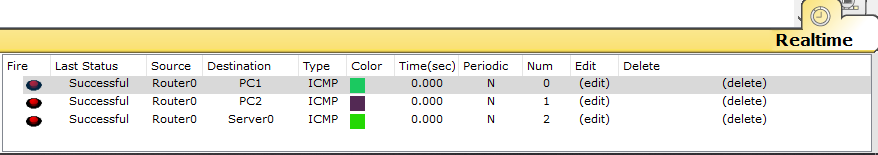 Realtime
Fire Last Status Source Destination Type Color Time(sec) Periodic Num Edit Delete
Successful Router0 PC1 ICMP 0.000 N 0 (edit) (delete)
Successful Router0 PC2 ICMP 0.000 N 1 (edit) (delete)
Successful Router0 Server0 ICMP 0.000 N 2 (edit) (delete)